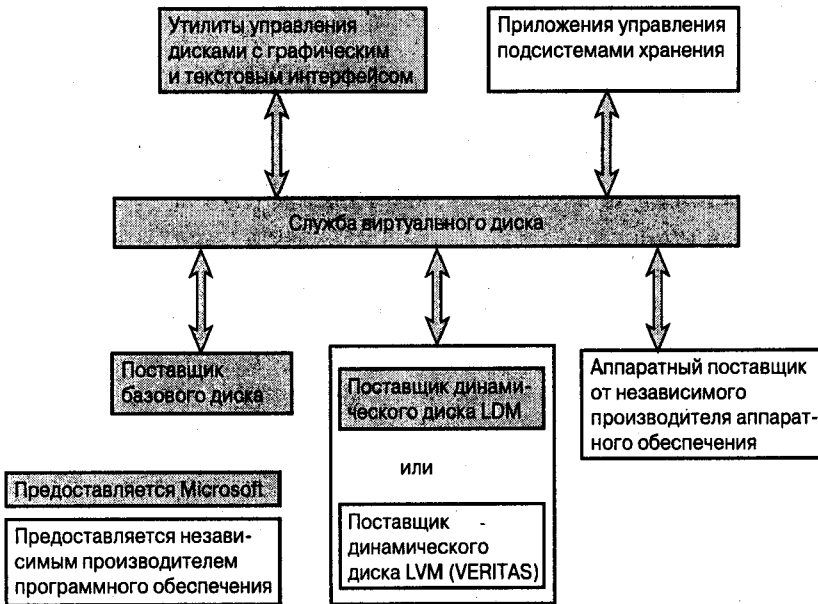 Утилиты управления
дисками с графическим
и текстовым интерфейсом
Приложения управления
подсистемами хранения
Служба виртуального диска
Поставщик
базового диска
Поставщик динами-
ческого диска LDM
или
Поставщик -
динамического
диска LVM (VERITAS)
Аппаратный поставщик
от независимого
производителя аппарат-
ного обеспечения
Предоставляется Microsoft
Предоставляется незави-
симым производителем
программного обеспечения